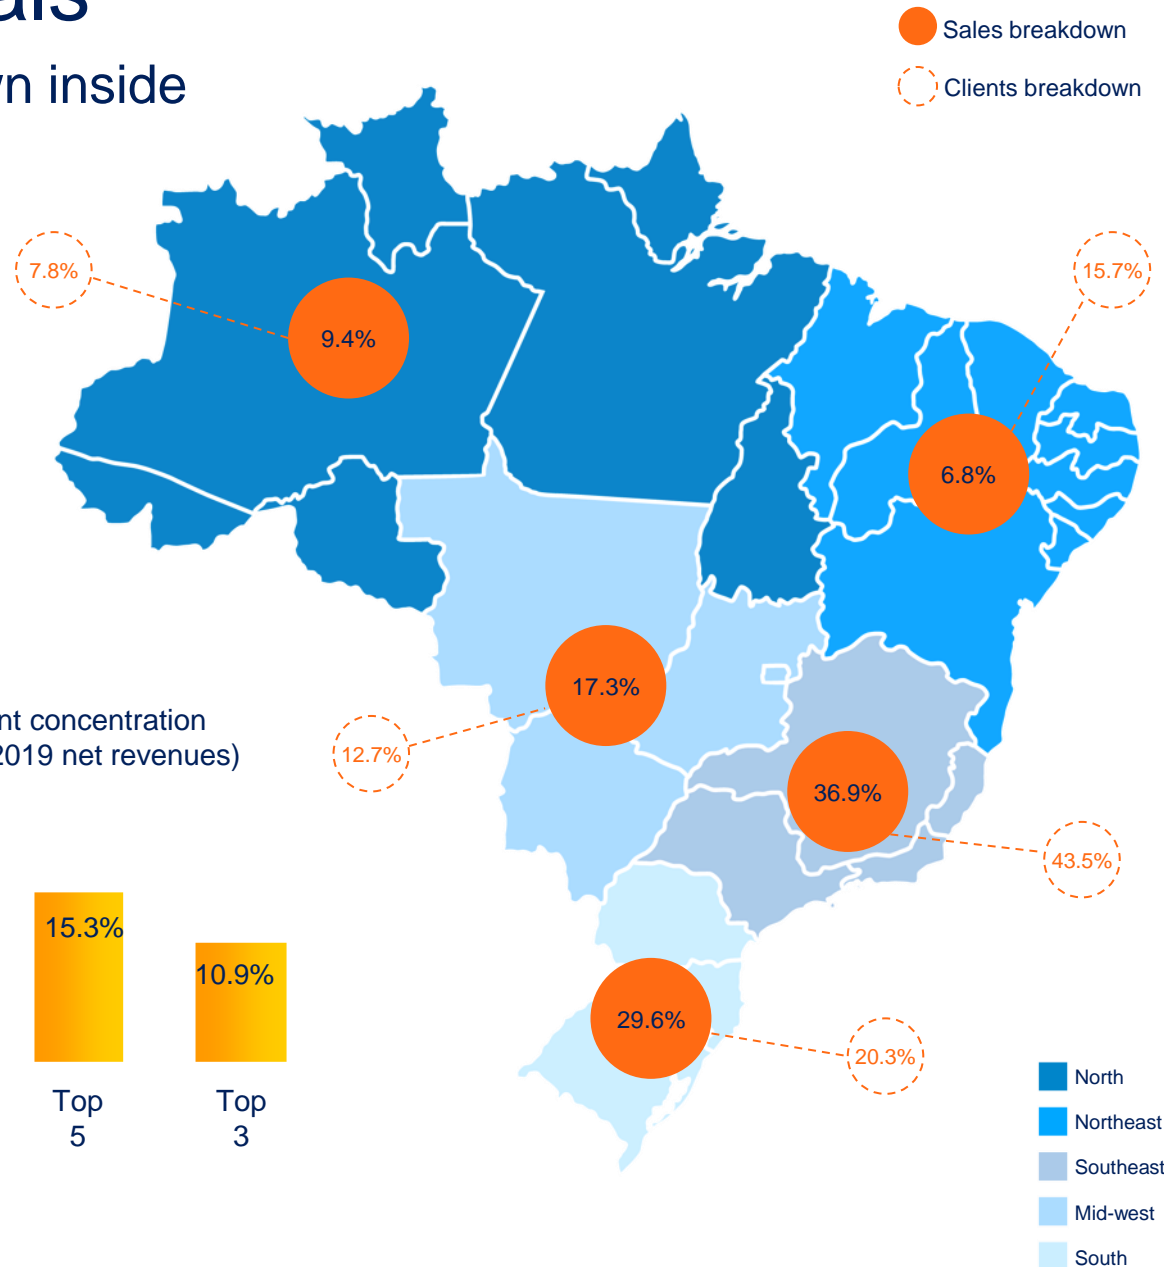 als
wn inside
Sales breakdown
Clients breakdown
7.8%
15.7%
9.4%
6.8%
17.3%
nt concentration
2019 net revenues)
12.7%
36.9%
43.5%
15.3%
10.9%
29.6%
20.3%
Top
5
Top
3
North
Northeast
Southeast
Mid-west
South